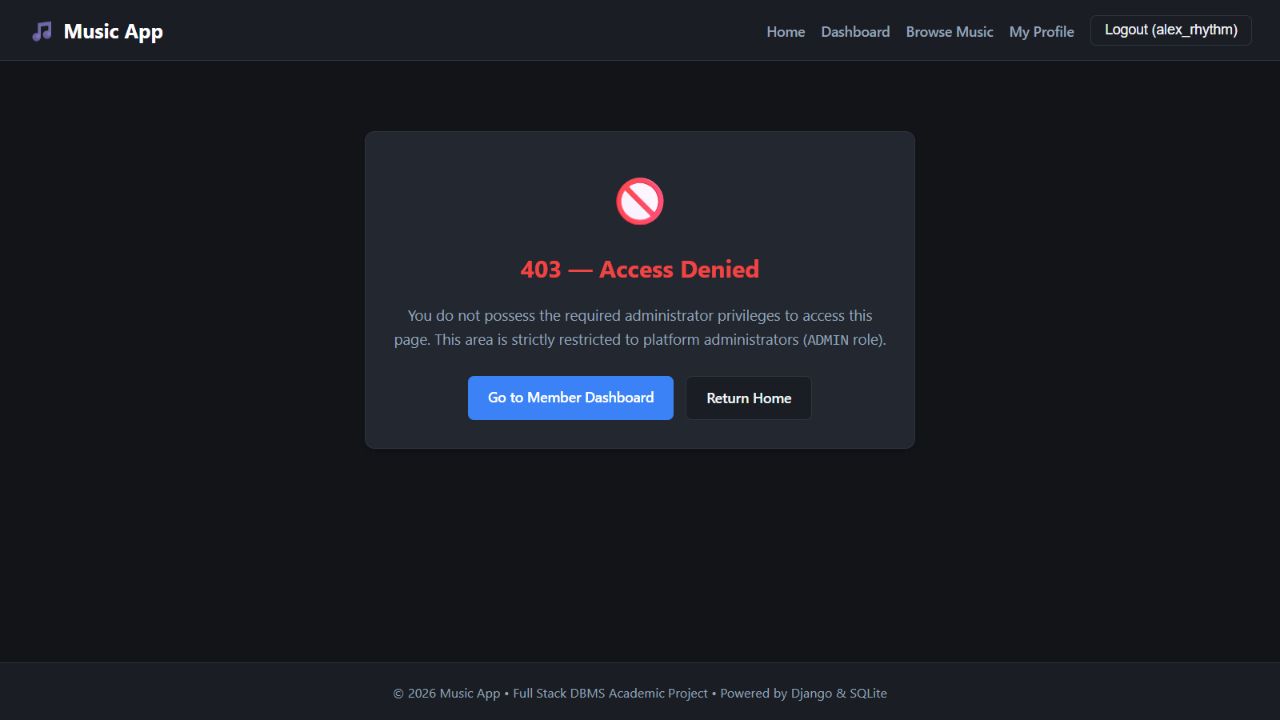 Music App
Home
Dashboard
Browse Music
My Profile
Logout (alex_rhythm)
403 — Access Denied
You do not possess the required administrator privileges to access this
page. This area is strictly restricted to platform administrators (ADMIN role).
Go to Member Dashboard
Return Home
© 2026 Music App • Full Stack DBMS Academic Project • Powered by Django & SQLite